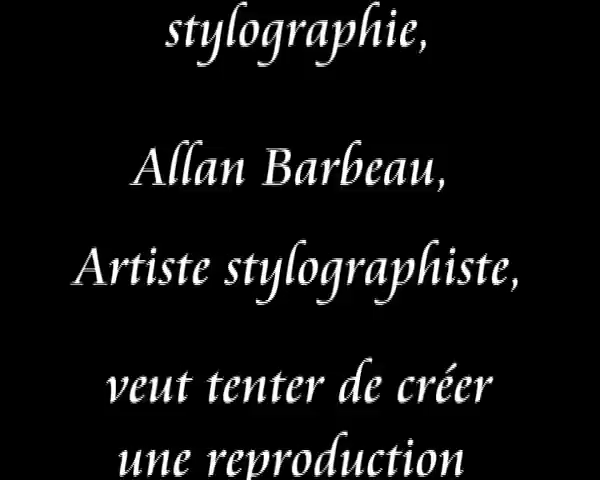 stylographie,
Allan Barbeau,
Artiste stylographiste,
veut tenter de créer
une reproduction